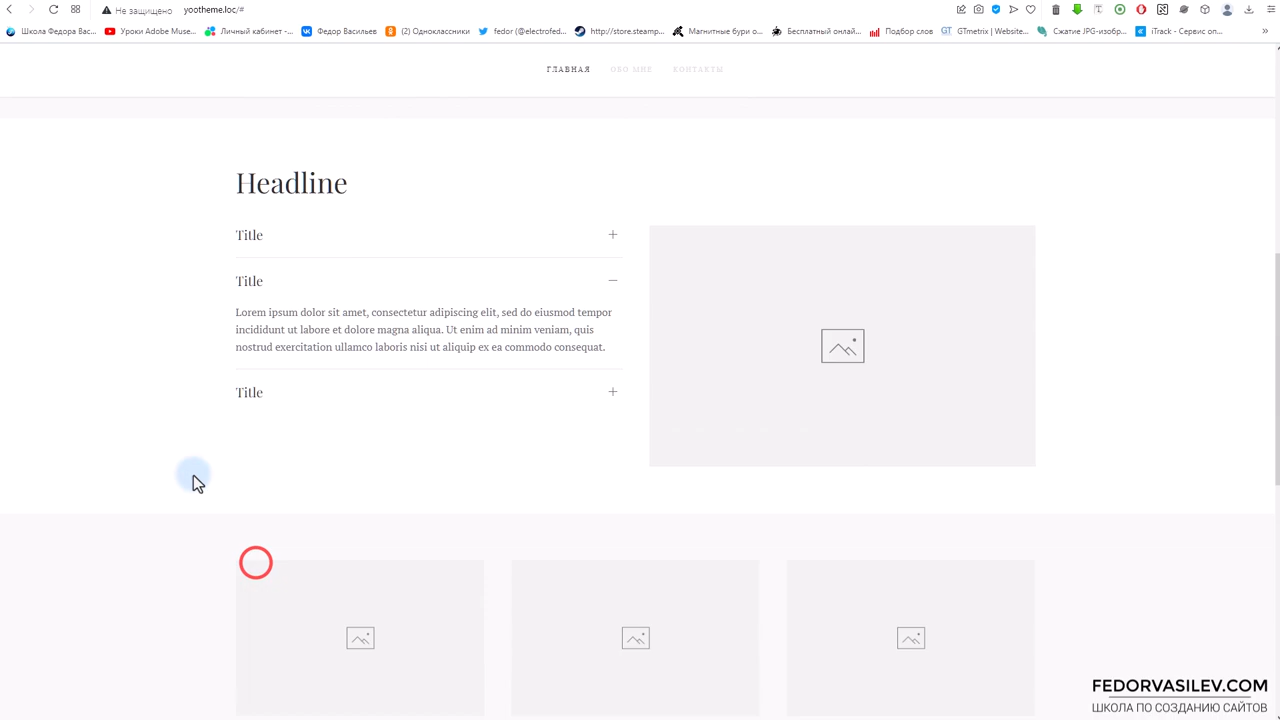 Не защищено
yootheme.loc/#
Школа Федора Вас...
Уроки Adobe Muse...
Личный кабинет -...
Федор Васильев
(2) Одноклассники
fedor (@electrofed...
http://store.steamp...
Магнитные бури о...
Бесплатный онлай...
Подбор слов
GT GTmetrix | Website...
Сжатие JPG-изобр...
iTrack - Сервис оп...
ГЛАВНАЯ ОБО МНЕ КОНТАКТЫ
Headline
Title
Title
Lorem ipsum dolor sit amet, consectetur adipiscing elit, sed do eiusmod tempor
incididunt ut labore et dolore magna aliqua. Ut enim ad minim veniam, quis
nostrud exercitation ullamco laboris nisi ut aliquip ex ea commodo consequat.
Title
FEDORVASILEV.COM
ШКОЛА ПО СОЗДАНИЮ САЙТОВ